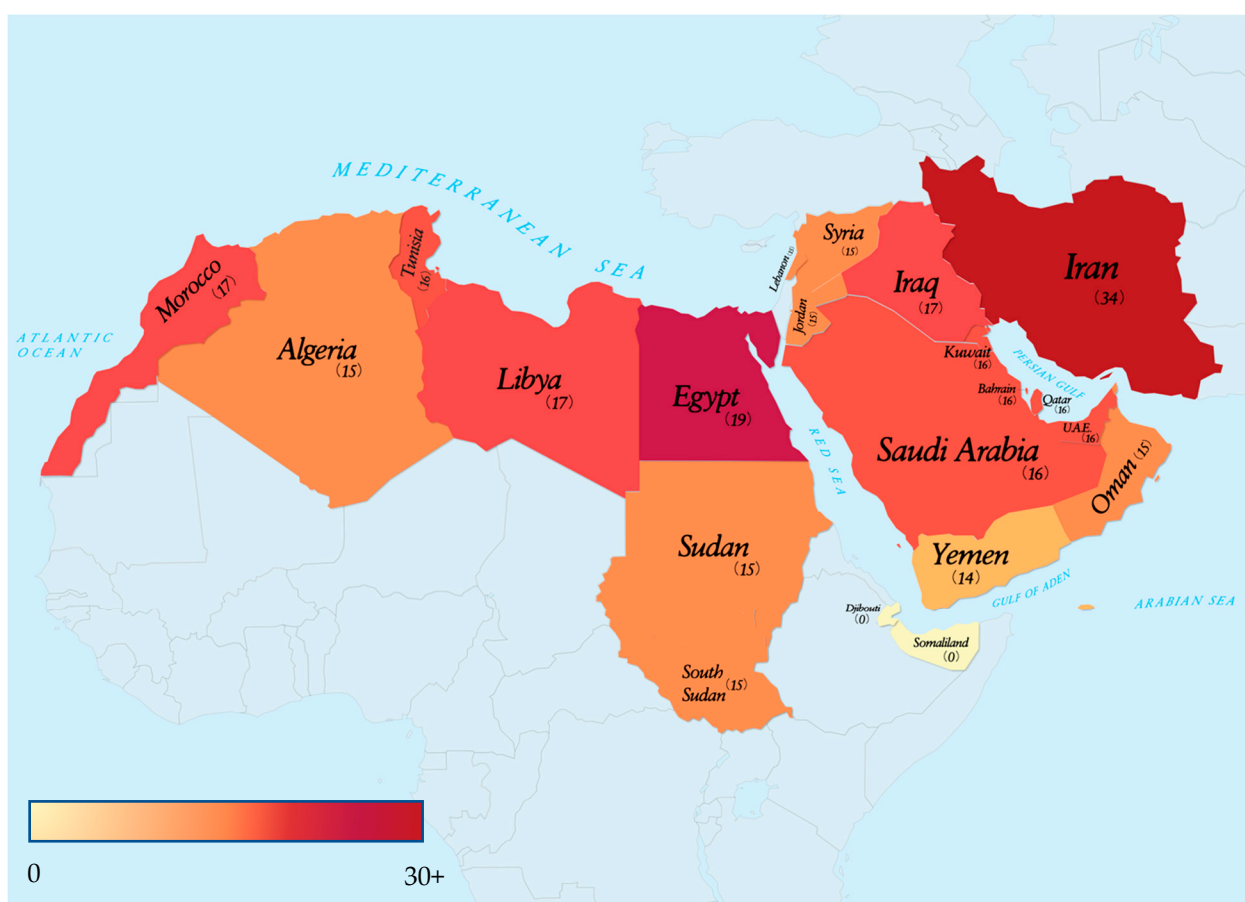 MEDITERRANEAN SEA
ATLANTIC
OCEAN
Morocco
(17)
Algeria
(15)
Tunisia
(16)
Libya
(17)
Egypt
(19)
Lebanon (15)
Syria
(15)
Jordan
(15)
Iraq
(17)
Iran
(34)
Kuwait
(16)
PERSIAN GULF
Bahrain
(16)
Qatar
(16)
U.A.E.
(16)
RED SEA
Saudi Arabia
(16)
Oman (15)
Yemen
(14)
GULF OF ADEN
ARABIAN SEA
Sudan
(15)
Djibouti
(0)
Somaliland
(0)
South
Sudan (15)
0
30+